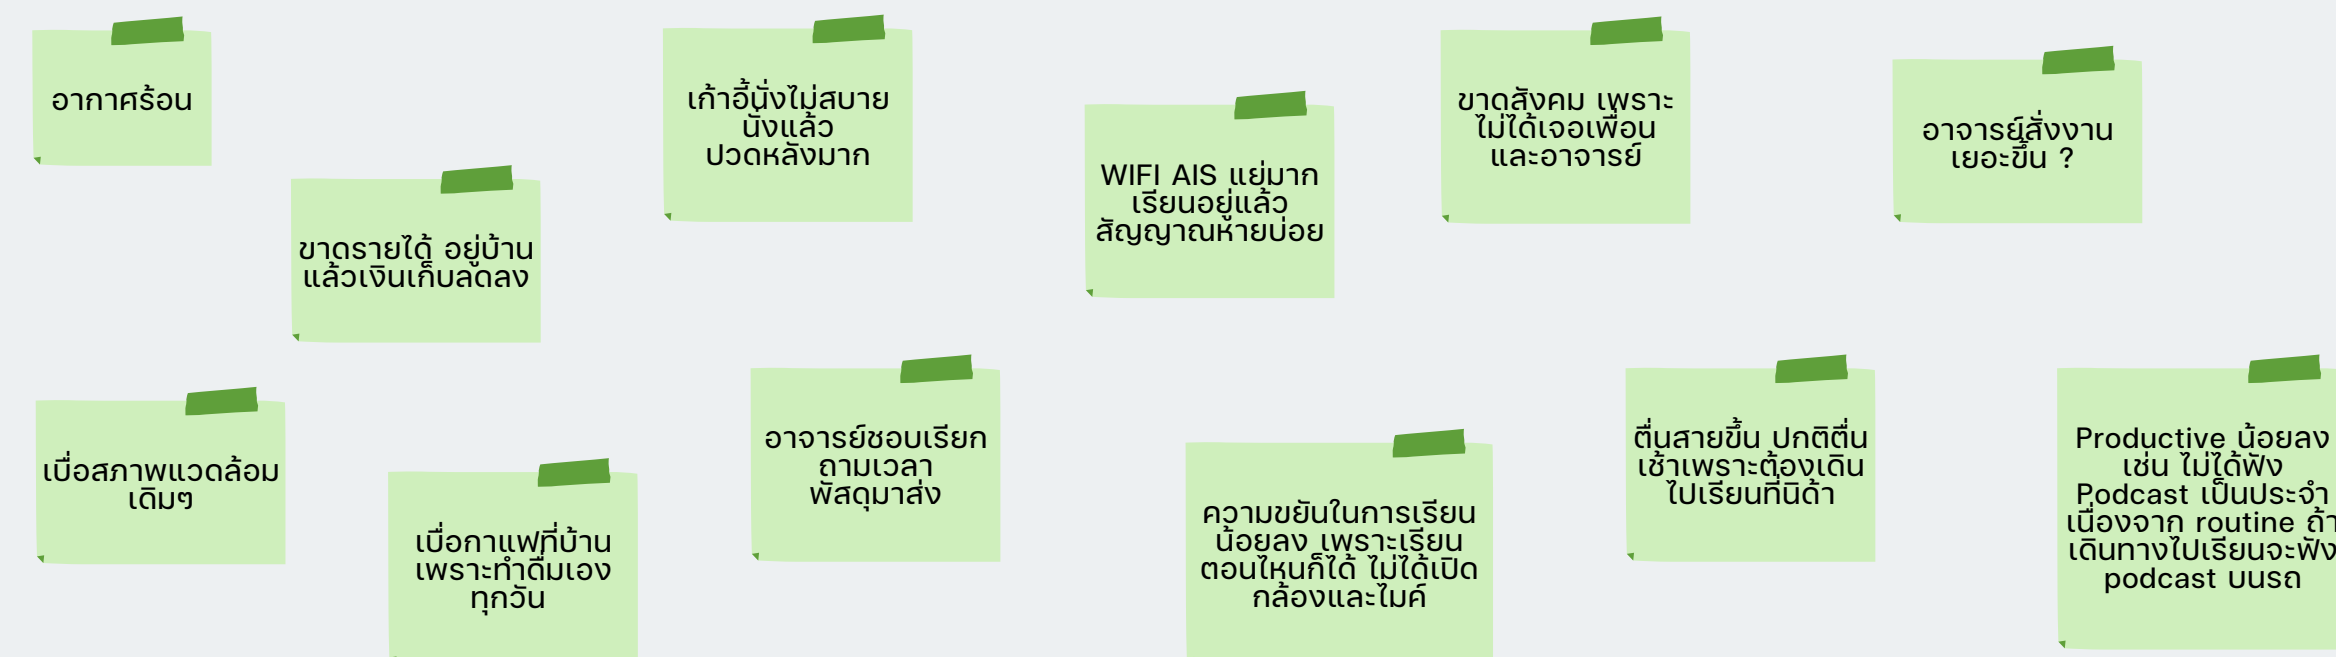 อากาศร้อน
ขาดรายได้ อยู่บ้าน
แล้วเงินเก็บลดลง
เก้าอี้นั่งไม่สบาย
นั่งแล้ว
ปวดหลังมาก
WIFI AIS แย่มาก
เรียนอยู่แล้ว
สัญญาณหายบ่อย
ขาดสังคม เพราะ
ไม่ได้เจอเพื่อน
และอาจารย์
อาจารย์สั่งงาน
เยอะขึ้น ?
เบื่อสภาพแวดล้อม
เดิมๆ
เบื่อกาแฟที่บ้าน
เพราะทำดื่มเอง
ทุกวัน
อาจารย์ชอบเรียก
ถามเวลา
พัสดุมาส่ง
ความขยันในการเรียน
น้อยลง เพราะเรียน
ตอนไหนก็ได้ ไม่ได้เปิด
กล้องและไมค์
ตื่นสายขึ้น ปกติตื่น
เช้าเพราะต้องเดิน
ไปเรียนที่นิด้า
Productive น้อยลง
เช่น ไม่ได้ฟัง
Podcast เป็นประจำ
เนื่องจาก routine ถ้า
เดินทางไปเรียนจะฟัง
podcast บนรถ